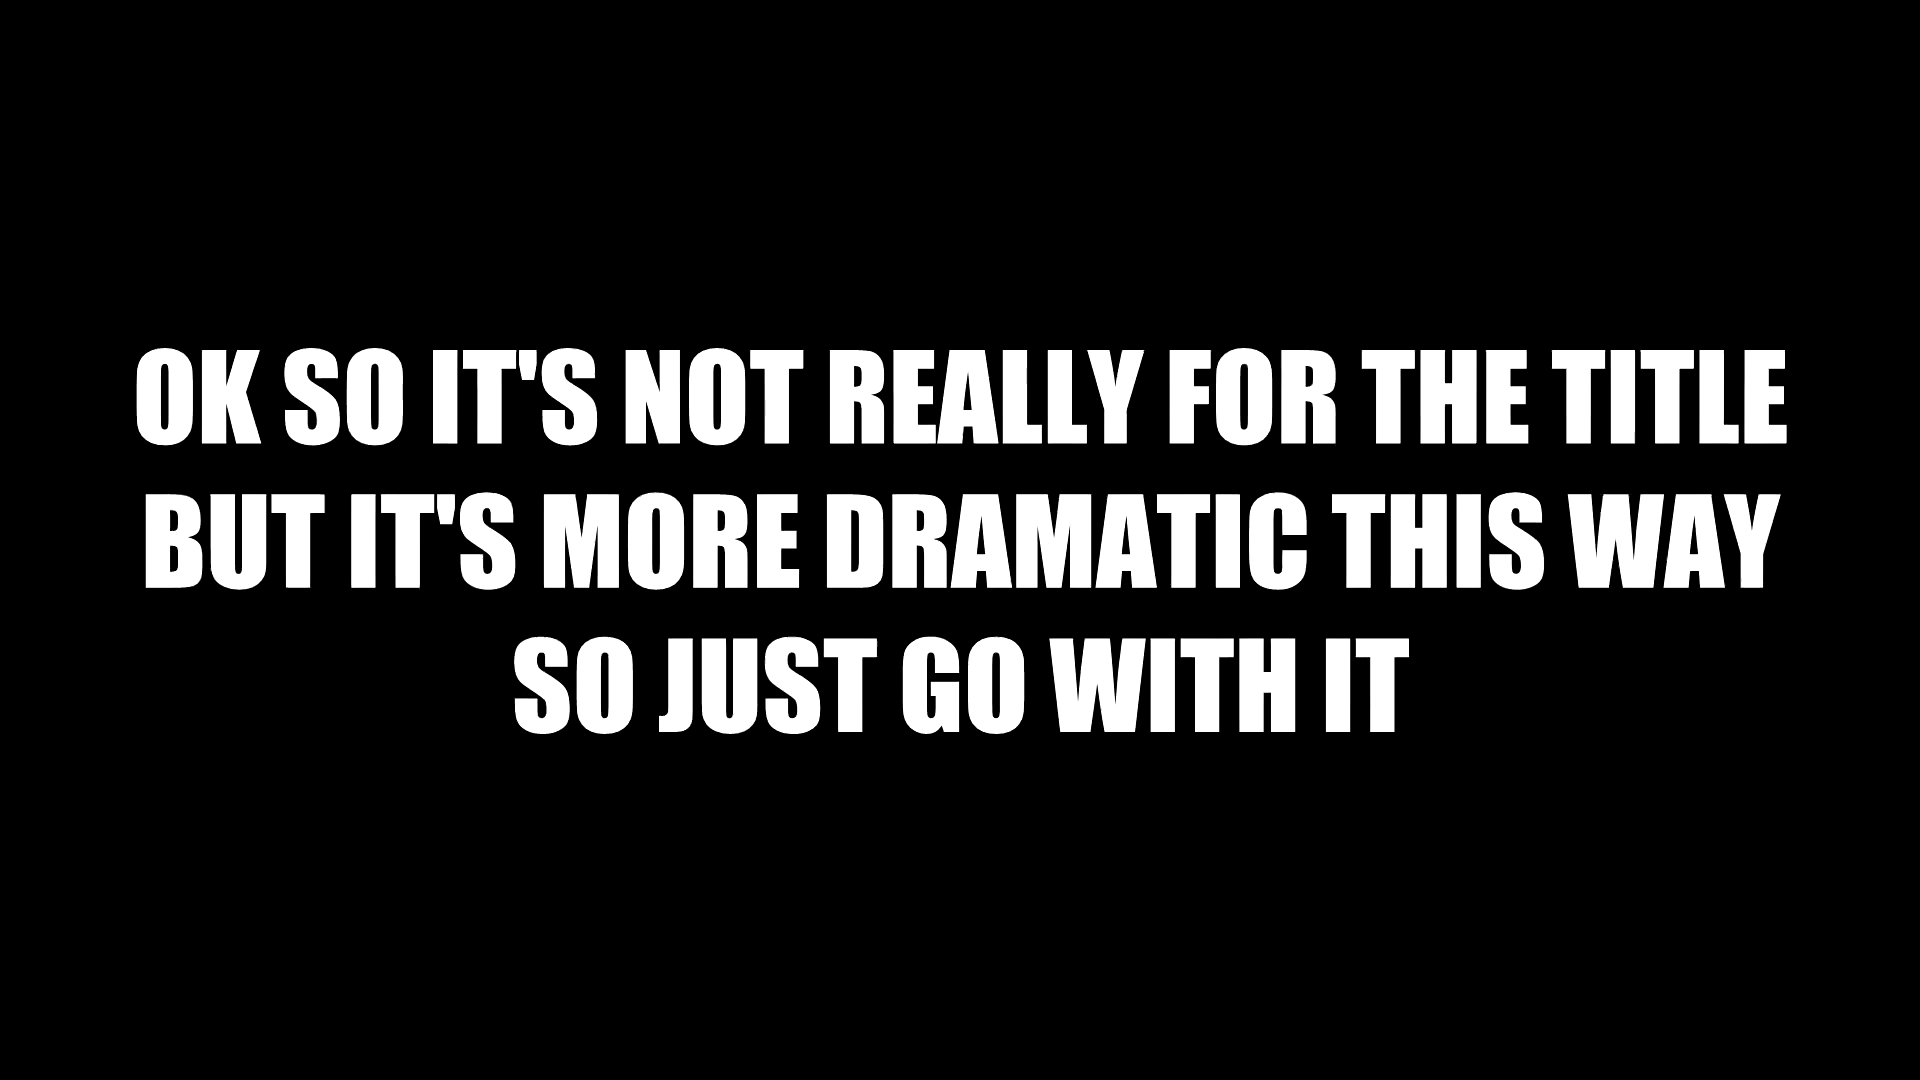 OK SO IT'S NOT REALLY FOR THE TITLE
BUT IT'S MORE DRAMATIC THIS WAY
SO JUST GO WITH IT